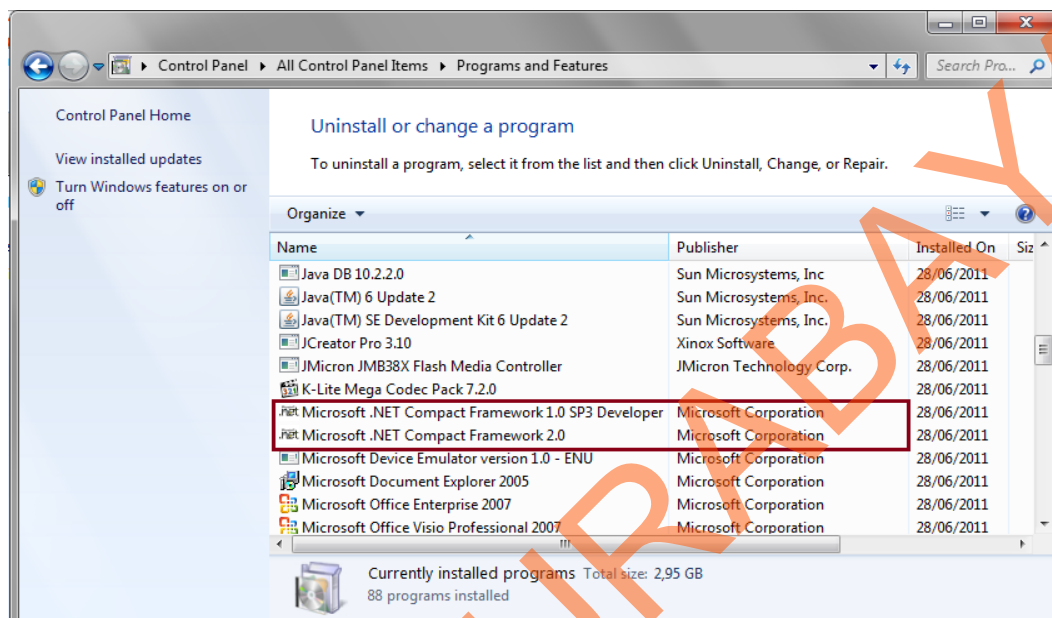 Control Panel ▸ All Control Panel Items ▸ Programs and Features Search Pro...
Control Panel Home
View installed updates
Turn Windows features on or
off
Uninstall or change a program
To uninstall a program, select it from the list and then click Uninstall, Change, or Repair.
Organize
Name Publisher Installed On Siz
Java DB 10.2.2.0 Sun Microsystems, Inc 28/06/2011
Java(TM) 6 Update 2 Sun Microsystems, Inc. 28/06/2011
Java(TM) SE Development Kit 6 Update 2 Sun Microsystems, Inc. 28/06/2011
JCreator Pro 3.10 Xinox Software 28/06/2011
JMicron JMB38X Flash Media Controller JMicron Technology Corp. 28/06/2011
K-Lite Mega Codec Pack 7.2.0 28/06/2011
Microsoft .NET Compact Framework 1.0 SP3 Developer Microsoft Corporation 28/06/2011
Microsoft .NET Compact Framework 2.0 Microsoft Corporation 28/06/2011
Microsoft Device Emulator version 1.0 - ENU Microsoft Corporation 28/06/2011
Microsoft Document Explorer 2005 Microsoft Corporation 28/06/2011
Microsoft Office Enterprise 2007 Microsoft Corporation 28/06/2011
Microsoft Office Visio Professional 2007 Microsoft Corporation 28/06/2011
Currently installed programs Total size: 2,95 GB
88 programs installed
RABAY